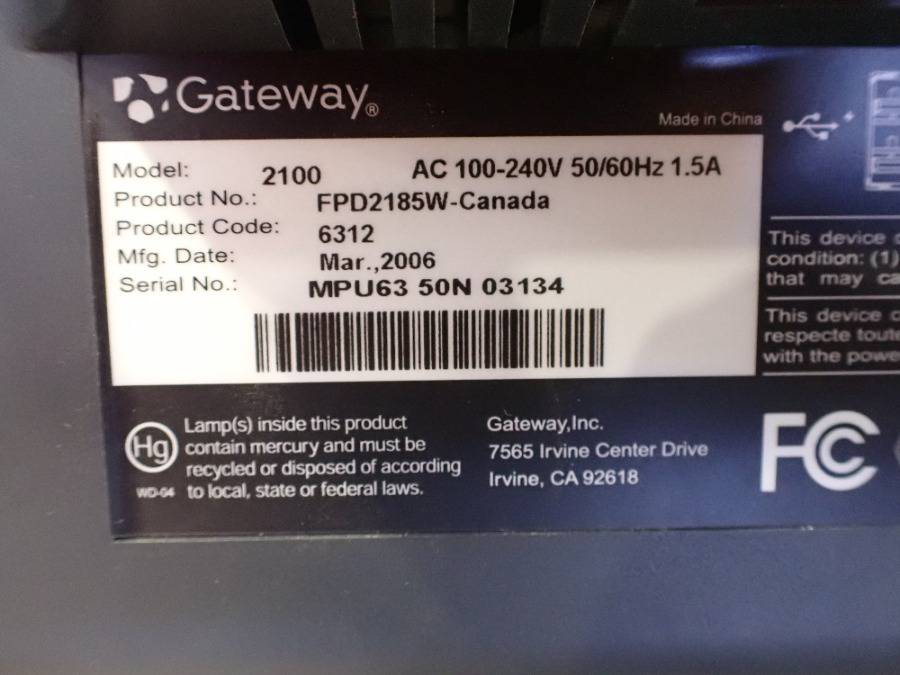 Gateway®
Made in China
Model: 2100 AC 100-240V 50/60Hz 1.5A
Product No.: FPD2185W-Canada
Product Code: 6312
Mfg. Date: Mar.,2006
Serial No.: MPU63 50N 03134
This device
condition: (1)
that may
This device
respecte
with the
Hg
WD-04
Lamp(s) inside this product
contain mercury and must be
recycled or disposed of according
to local, state or federal laws.
Gateway,Inc.
7565 Irvine Center Drive
Irvine, CA 92618
FC